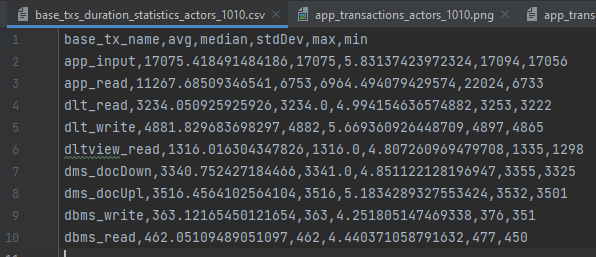 base_txs_duration_statistics_actors_1010.csv app_transactions_actors_1010.png app_trans
1 base_tx_name,avg,median,stdDev,max,min
2 app_input,17075.418491484186,17075,5.83137423972324,17094,17056
3 app_read,11267.68509346541,6753,6964.494079429574,22024,6733
4 dlt_read,3234.050925925926,3234.0,4.994154636574882,3253,3222
5 dlt_write,4881.829683698297,4882,5.669360926448709,4897,4865
6 dltview_read,1316.016304347826,1316.0,4.807260969479708,1335,1298
7 dms_docDown,3340.752427184466,3341.0,4.851122128196947,3355,3325
8 dms_docUpl,3516.4564102564104,3516,5.1834289327553424,3532,3501
9 dbms_write,363.12165450121654,363,4.251805147469338,376,351
10 dbms_read,462.05109489051097,462,4.440371058791632,477,450